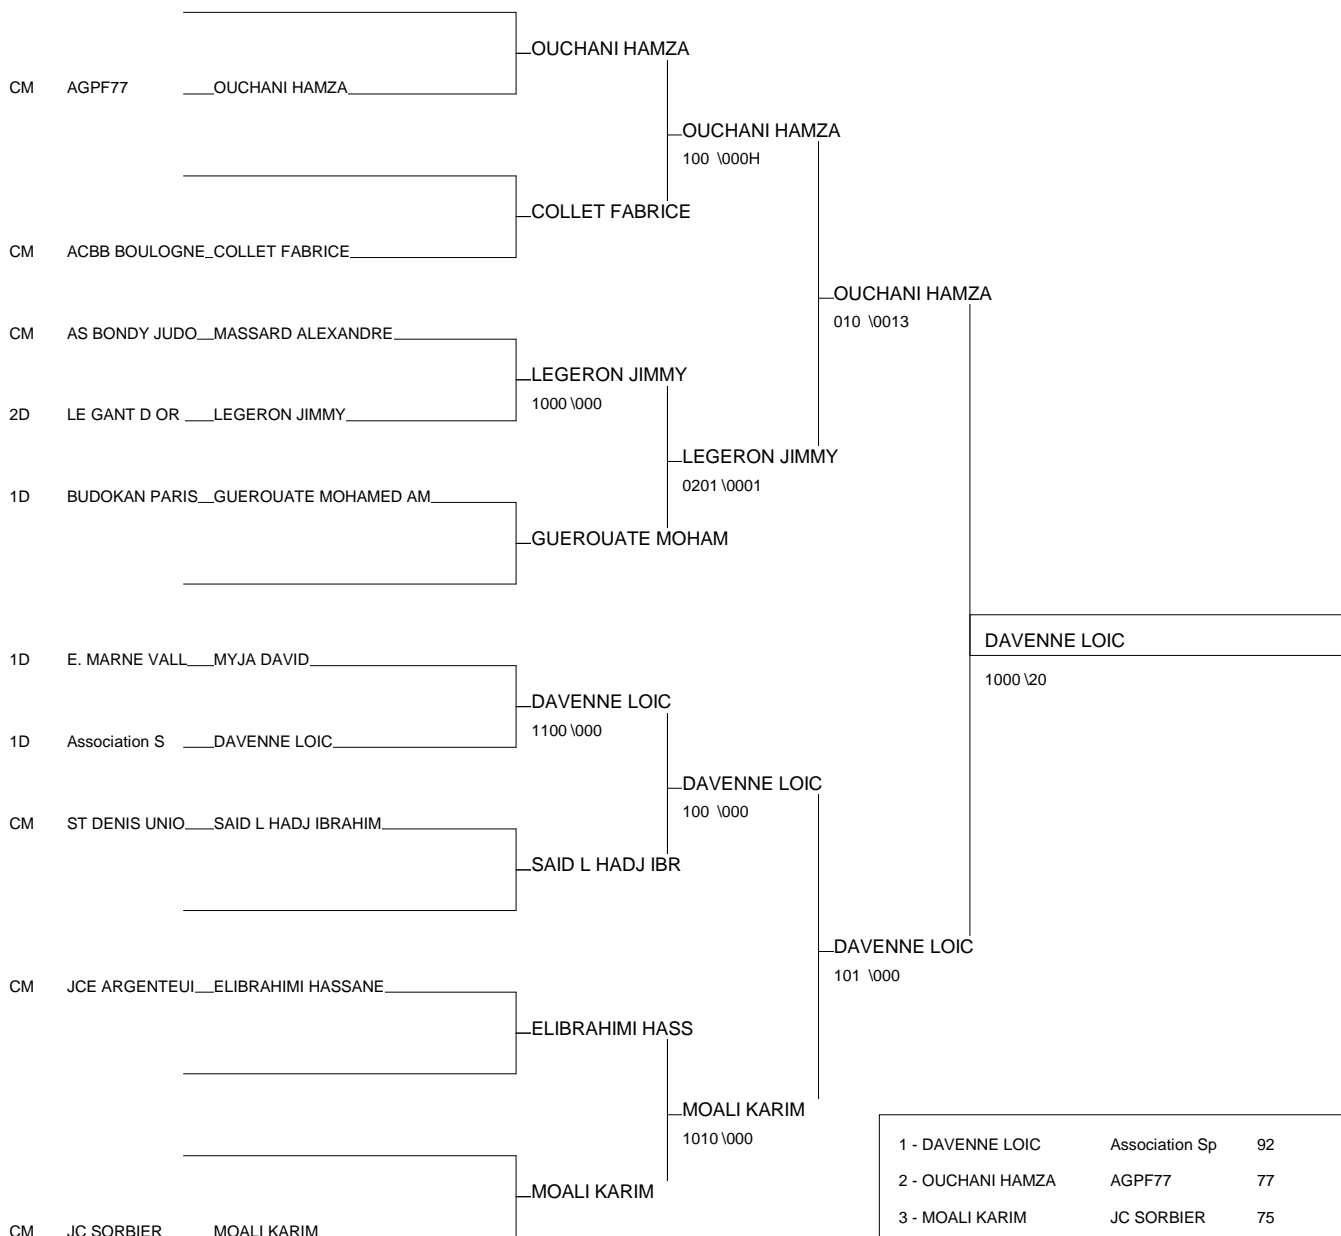 OUCHANI HAMZA
CM AGPF77 OUCHANI HAMZA
OUCHANI HAMZA
100 \000H
COLLET FABRICE
CM ACBB BOULOGNE COLLET FABRICE
OUCHANI HAMZA
010 \0013
CM AS BONDY JUDO MASSARD ALEXANDRE
LEGERON JIMMY
1000 \000
2D LE GANT D OR LEGERON JIMMY
LEGERON JIMMY
0201 \0001
1D BUDOKAN PARIS GUEROUATE MOHAMED AM
GUEROUATE MOHAM
DAVENNE LOIC
1000 \20
1D E. MARNE VALL MYJA DAVID
DAVENNE LOIC
1100 \000
1D Association S DAVENNE LOIC
DAVENNE LOIC
100 \000
CM ST DENIS UNIO SAID L HADJ IBRAHIM
SAID L HADJ IBR
DAVENNE LOIC
101 \000
CM JCE ARGENTEUI ELIBRAHIMI HASSANE
ELIBRAHIMI HASS
MOALI KARIM
1010 \000
MOALI KARIM
CM JC SORBIER MOALI KARIM
1 - DAVENNE LOIC Association Sp 92
2 - OUCHANI HAMZA AGPF77 77
3 - MOALI KARIM JC SORBIER 75